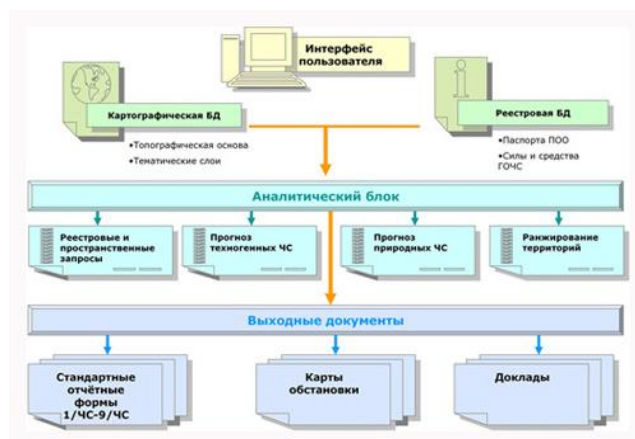 Интерфейс
пользователя
Картографическая БД
•Топографическая основа
•Тематические слои
Реестровая БД
•Паспорта ПОО
•Силы и средства
ГОЧС
Аналитический блок
Реестровые и
пространственные
запросы
Прогноз
техногенных ЧС
Прогноз
природных ЧС
Ранжирование
территорий
Выходные документы
Стандартные
отчётные
формы
1/ЧС-9/ЧС
Карты
обстановки
Доклады